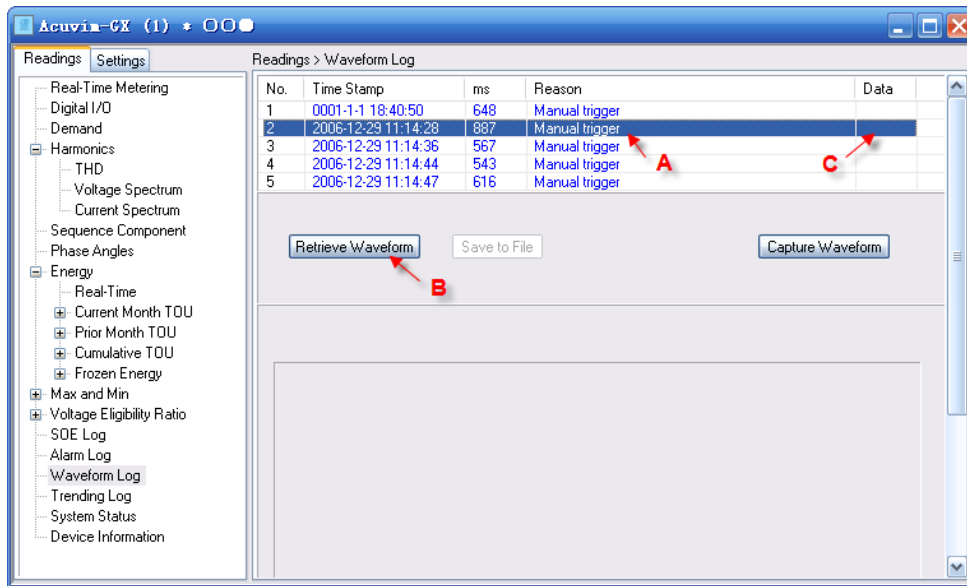 Acuvim-GX (1) * ○○●
Readings Settings
Readings > Waveform Log
Real-Time Metering
Digital I/O
Demand
Harmonics
THD
Voltage Spectrum
Current Spectrum
Sequence Component
Phase Angles
Energy
Real-Time
Current Month TOU
Prior Month TOU
Cumulative TOU
Frozen Energy
Max and Min
Voltage Eligibility Ratio
SOE Log
Alarm Log
Waveform Log
Trending Log
System Status
Device Information
No. Time Stamp ms Reason Data
1 0001-1-1 18:40:50 648 Manual trigger
2 2006-12-29 11:14:28 887 Manual trigger
3 2006-12-29 11:14:36 567 Manual trigger
4 2006-12-29 11:14:44 543 Manual trigger
5 2006-12-29 11:14:47 616 Manual trigger
A
C
Retrieve Waveform Save to File Capture Waveform
B